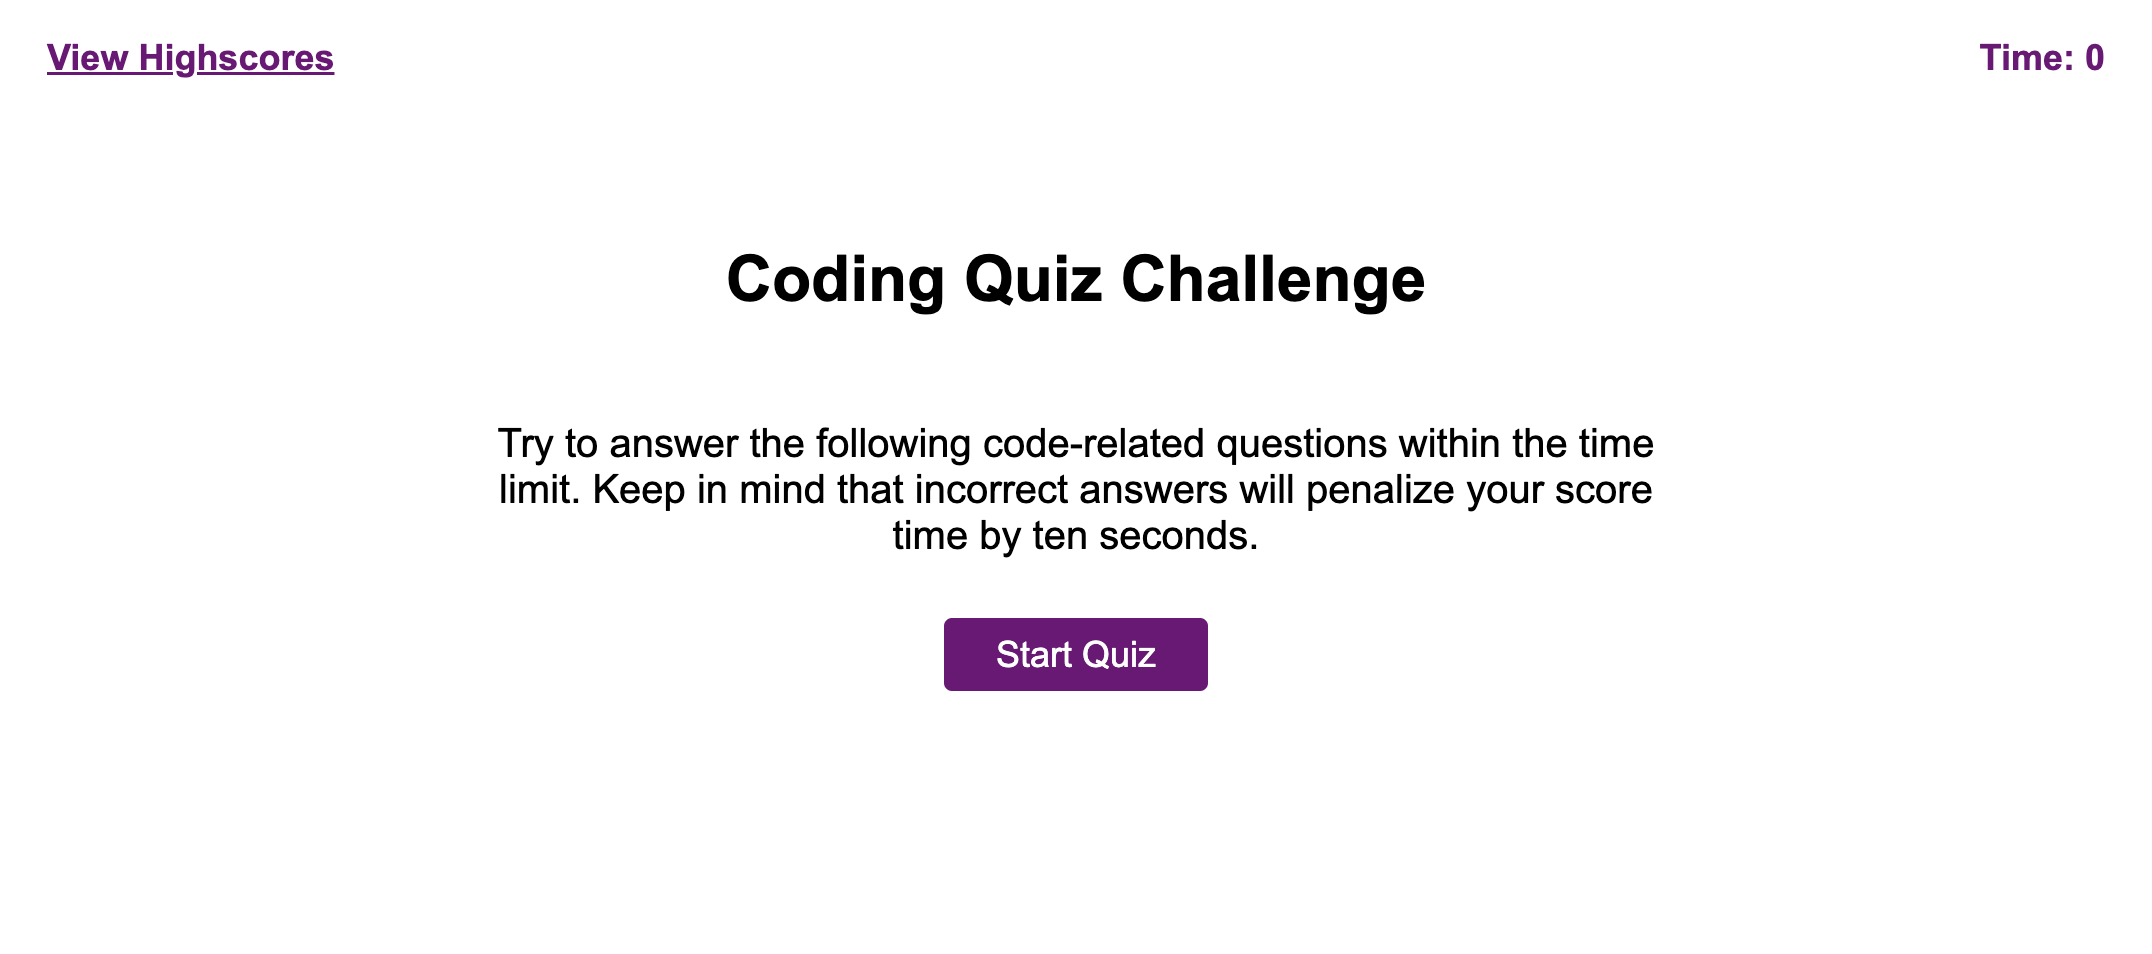 View Highscores
Time: 0
Coding Quiz Challenge
Try to answer the following code-related questions within the time
limit. Keep in mind that incorrect answers will penalize your score
time by ten seconds.
Start Quiz